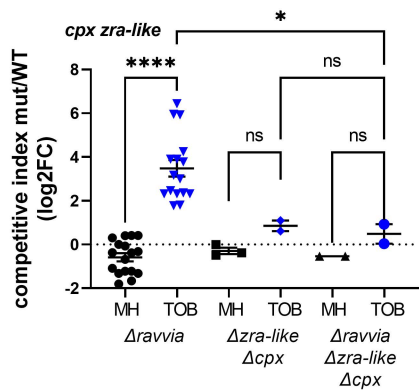 cpx zra-like
*
****
ns
ns
ns
competitive index mut/WT
(log2FC)
8
6
4
2
0
-2
MH TOB MH TOB MH TOB
Δravvia Δzra-like Δravvia
Δcpx Δzra-like
Δcpx